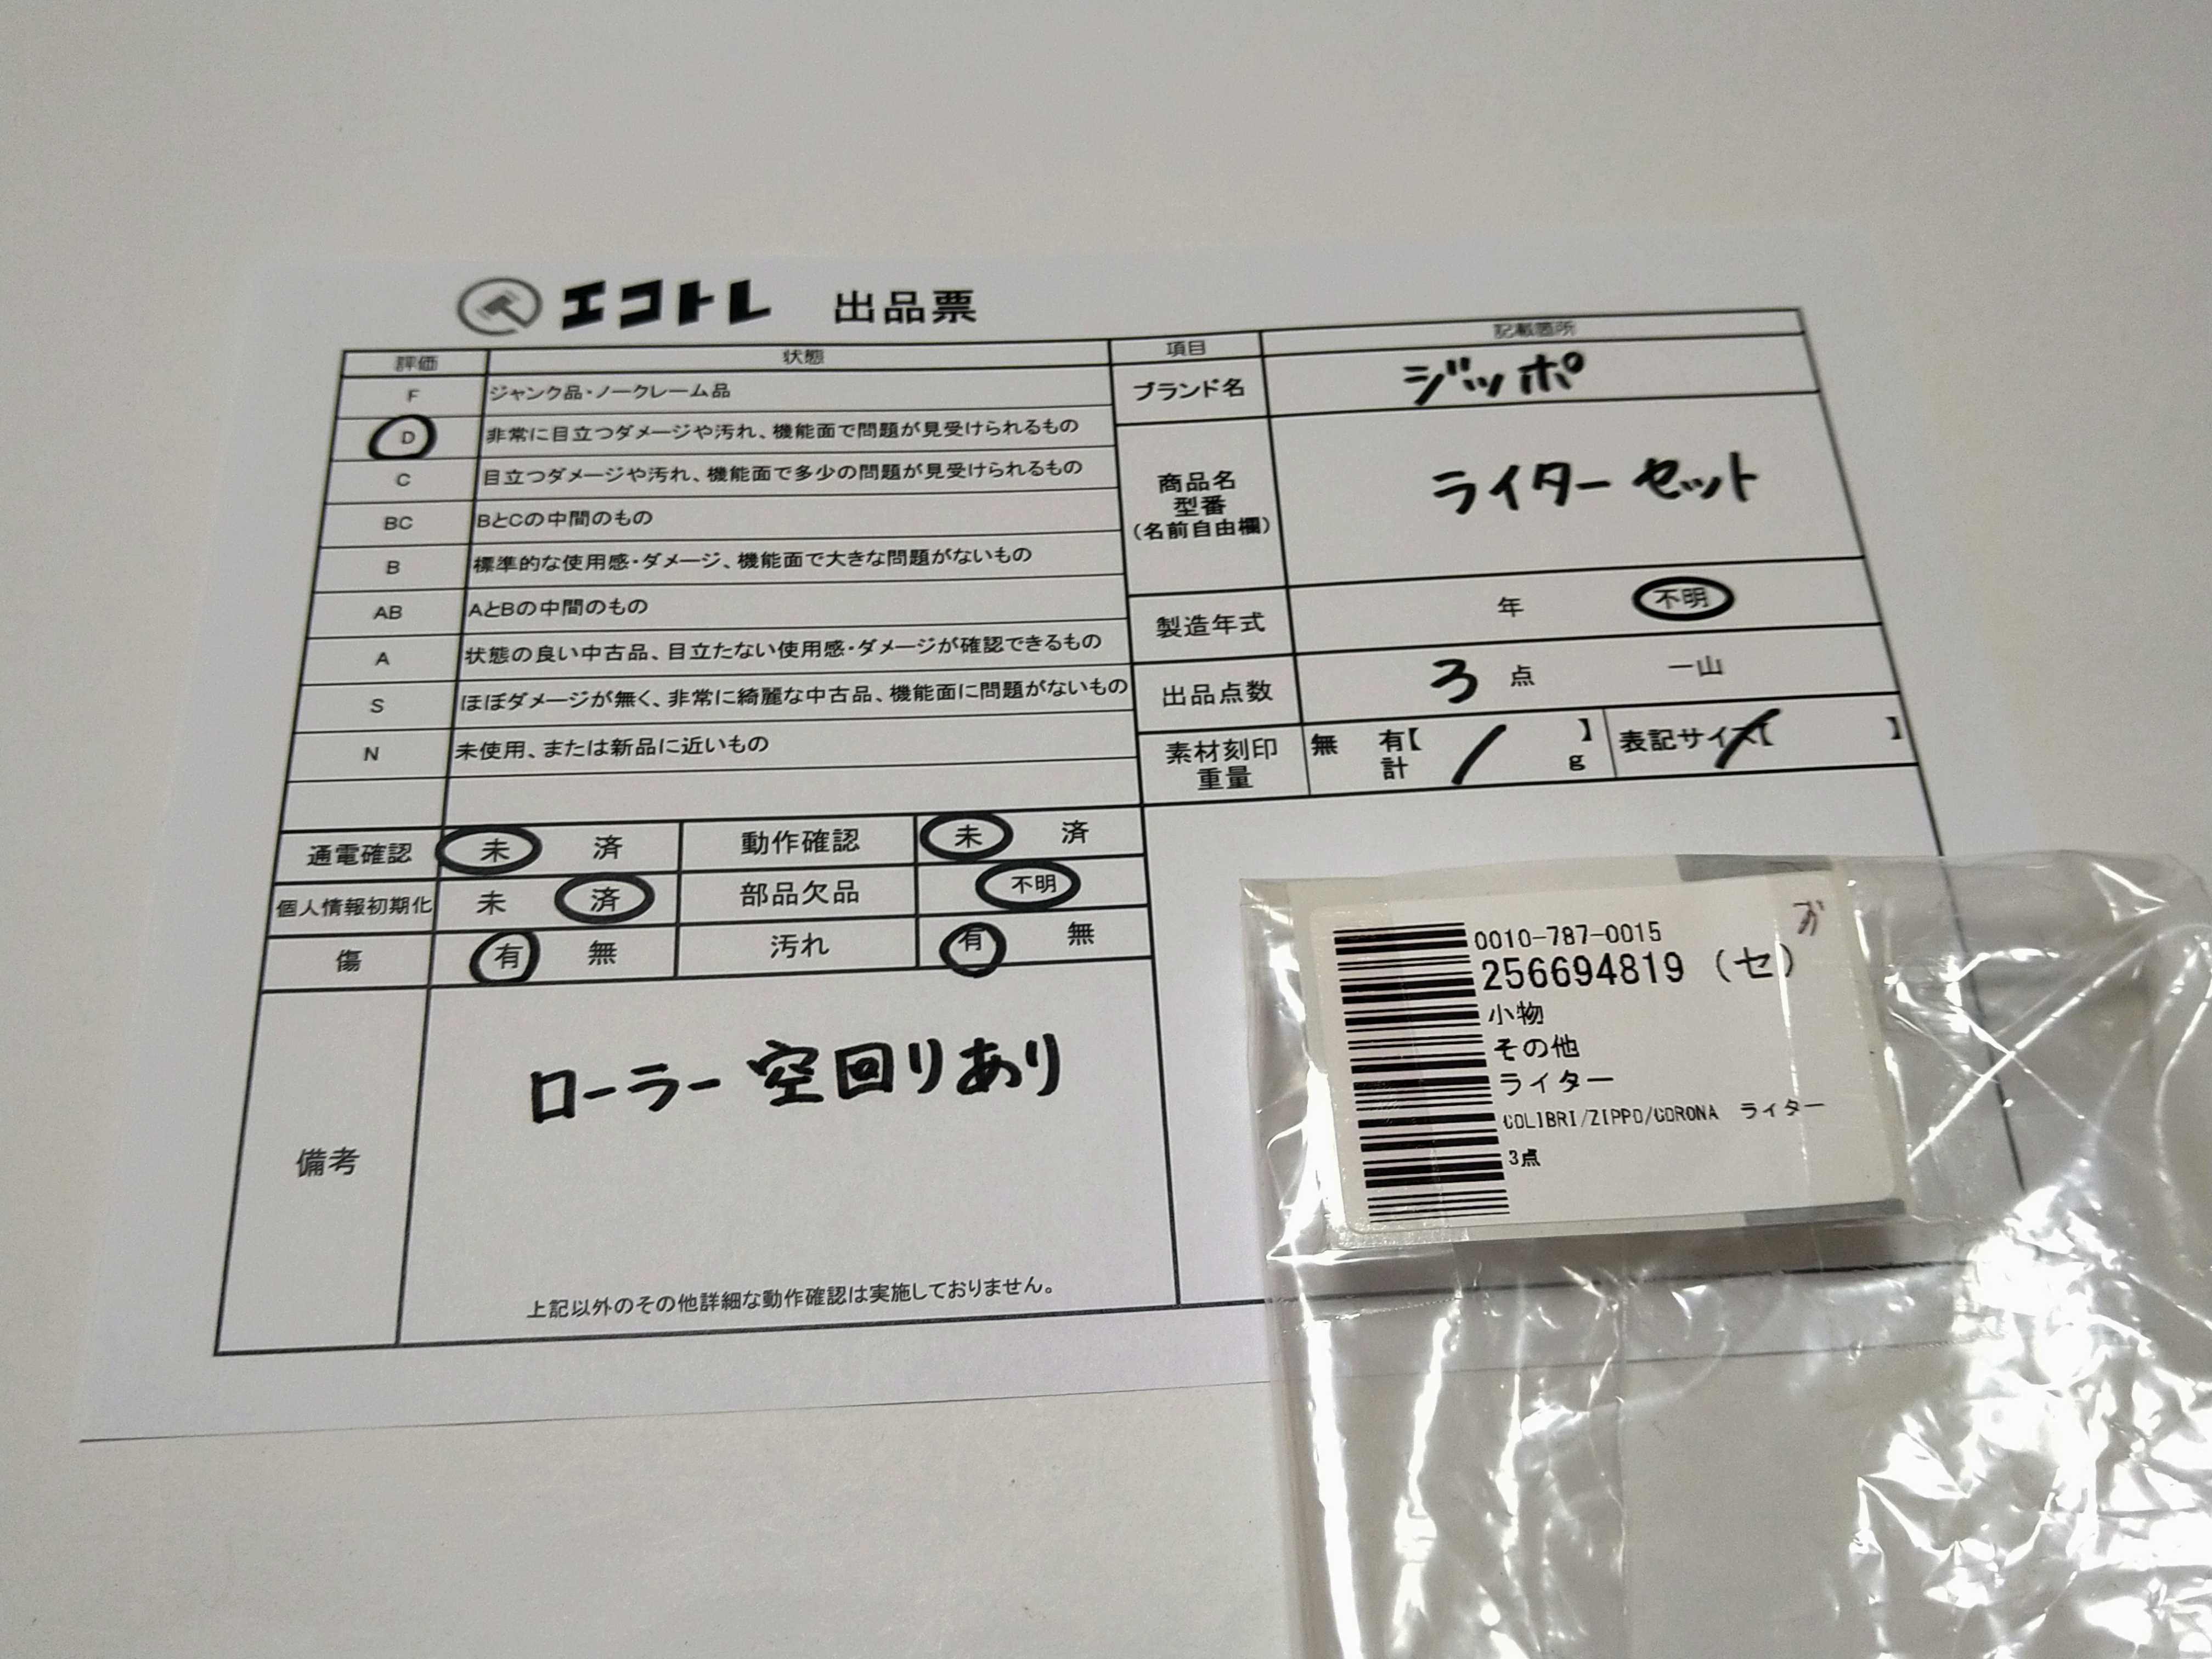 エコトレ 出品票
評価 状態
F ジャンク品・ノークレーム品
D 非常に目立つダメージや汚れ、機能面で問題が見受けられるもの
C 目立つダメージや汚れ、機能面で多少の問題が見受けられるもの
BC BとCの中間のもの
B 標準的な使用感・ダメージ、機能面で大きな問題がないもの
AB AとBの中間のもの
A 状態の良い中古品、目立たない使用感・ダメージが確認できるもの
S ほぼダメージが無く、非常に綺麗な中古品、機能面に問題がないもの
N 未使用、または新品に近いもの
項目 記載箇所
ブランド名 ジッポ
商品名
型番
(名前自由欄)
ライターセット
製造年式 年 不明
出品点数 3 点 一山
素材刻印
重量
無 有【 】
計 g
表記サイズ【 】
通電確認 未 済 動作確認 未 済
個人情報初期化 未 済 部品欠品 不明
傷 有 無 汚れ 有 無
備考
ローラー空回りあり
上記以外のその他詳細な動作確認は実施しておりません。
0010-787-0015
256694819 (セ)
小物
その他
ライター
COLIBRI/ZIPPO/CORONA ライター
3点